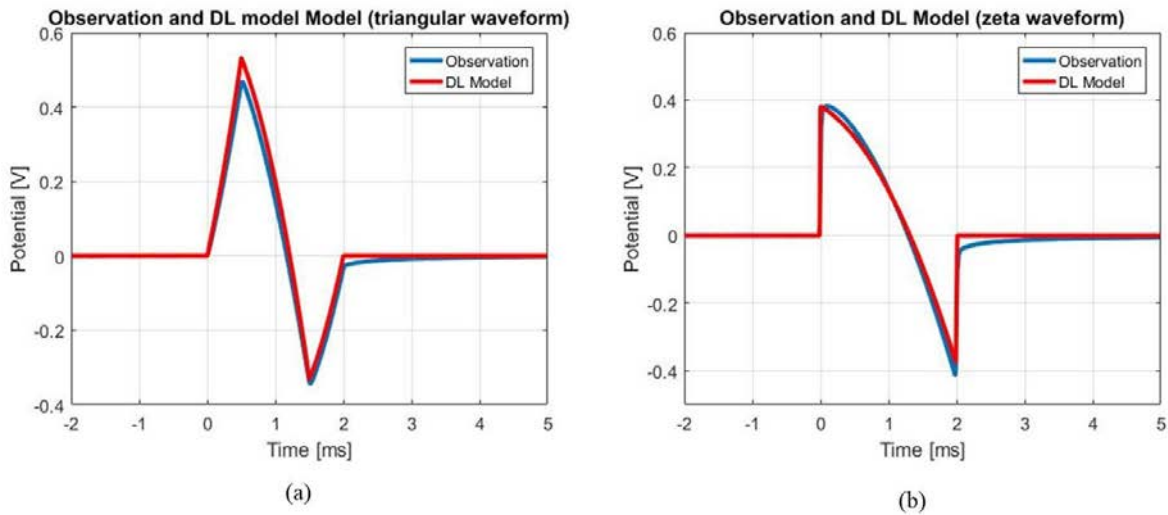 Observation and DL model Model (triangular waveform)
0.6
0.4
0.2
0
-0.2
-0.4
Potential [V]
Observation
DL Model
-2 -1 0 1 2 3 4 5
Time [ms]
(a)
Observation and DL Model (zeta waveform)
0.6
0.4
0.2
0
-0.2
-0.4
Potential [V]
Observation
DL Model
-2 -1 0 1 2 3 4 5
Time [ms]
(b)